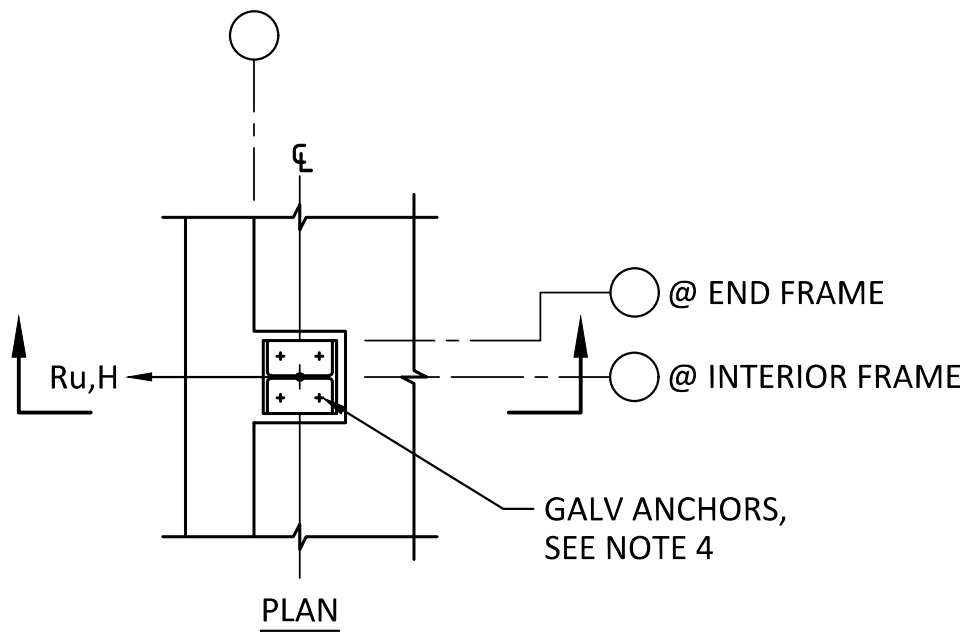 ℄
@ END FRAME
Ru,H
@ INTERIOR FRAME
GALV ANCHORS,
SEE NOTE 4
PLAN